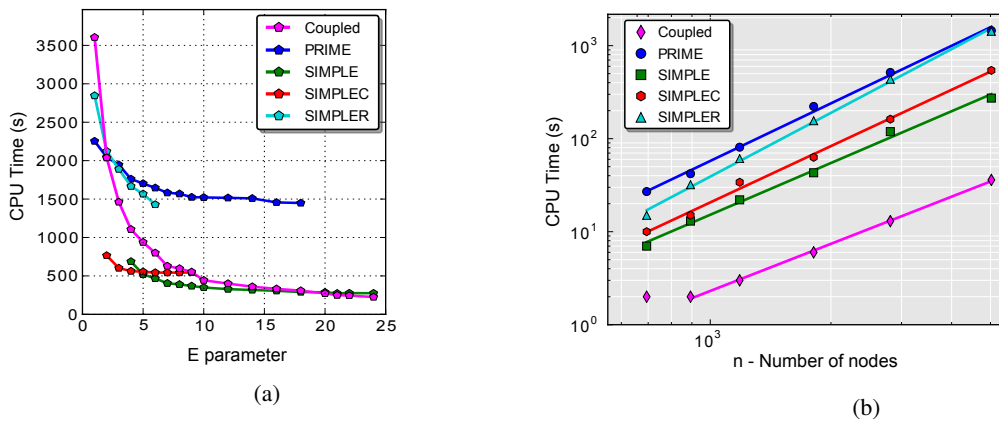 3500
3000
2500
2000
1500
1000
500
0
CPU Time (s)
0
5
10
15
20
25
E parameter
Coupled
PRIME
SIMPLE
SIMPLEC
SIMPLER
(a)
10³
10²
10¹
10⁰
CPU Time (s)
10³
n - Number of nodes
Coupled
PRIME
SIMPLE
SIMPLEC
SIMPLER
(b)